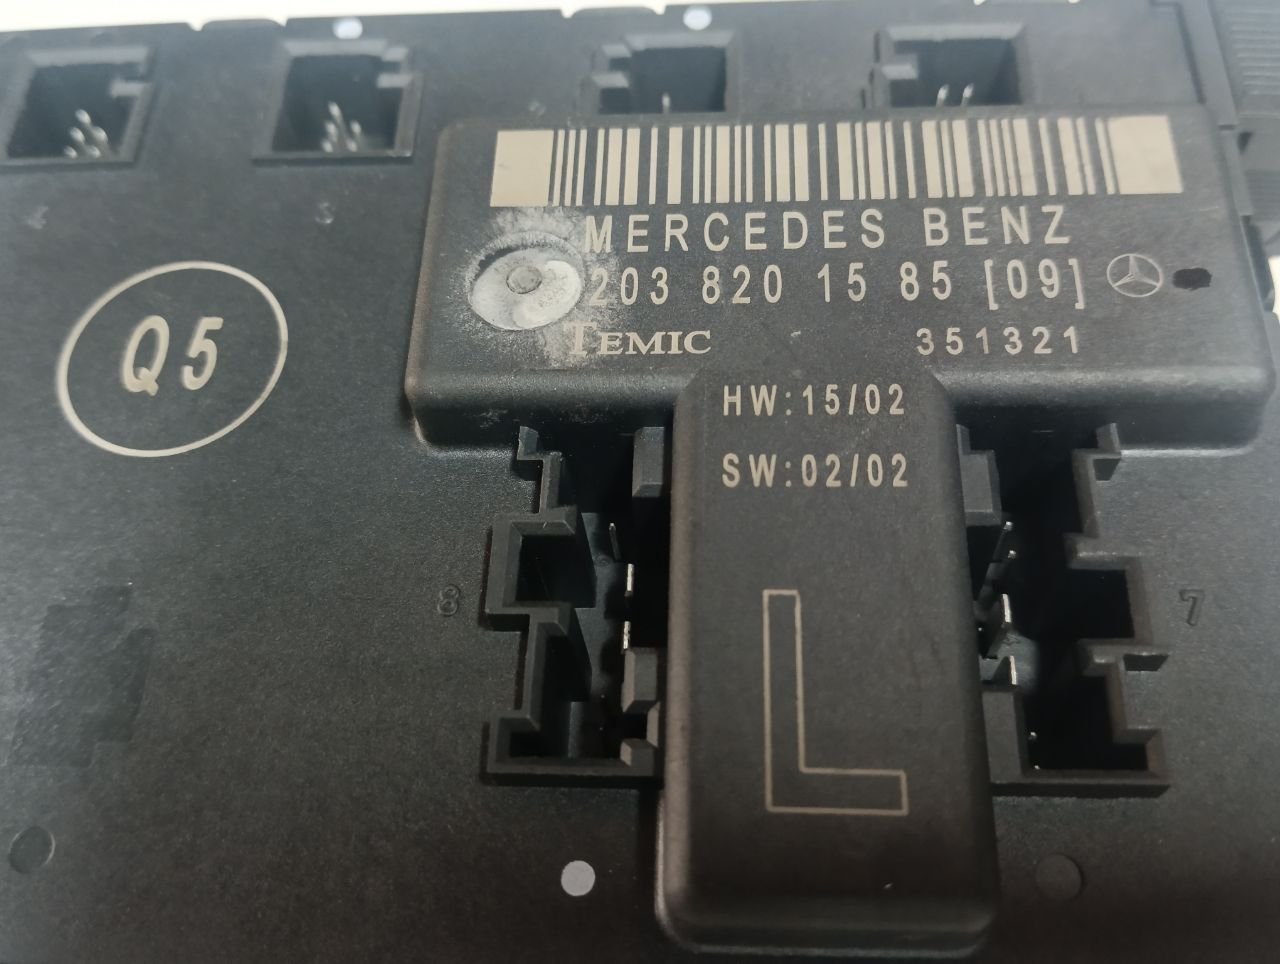 MERCEDES BENZ
203 820 15 85 [09]
TEMIC 351321
HW:15/02
SW:02/02
Q5
8
7
L